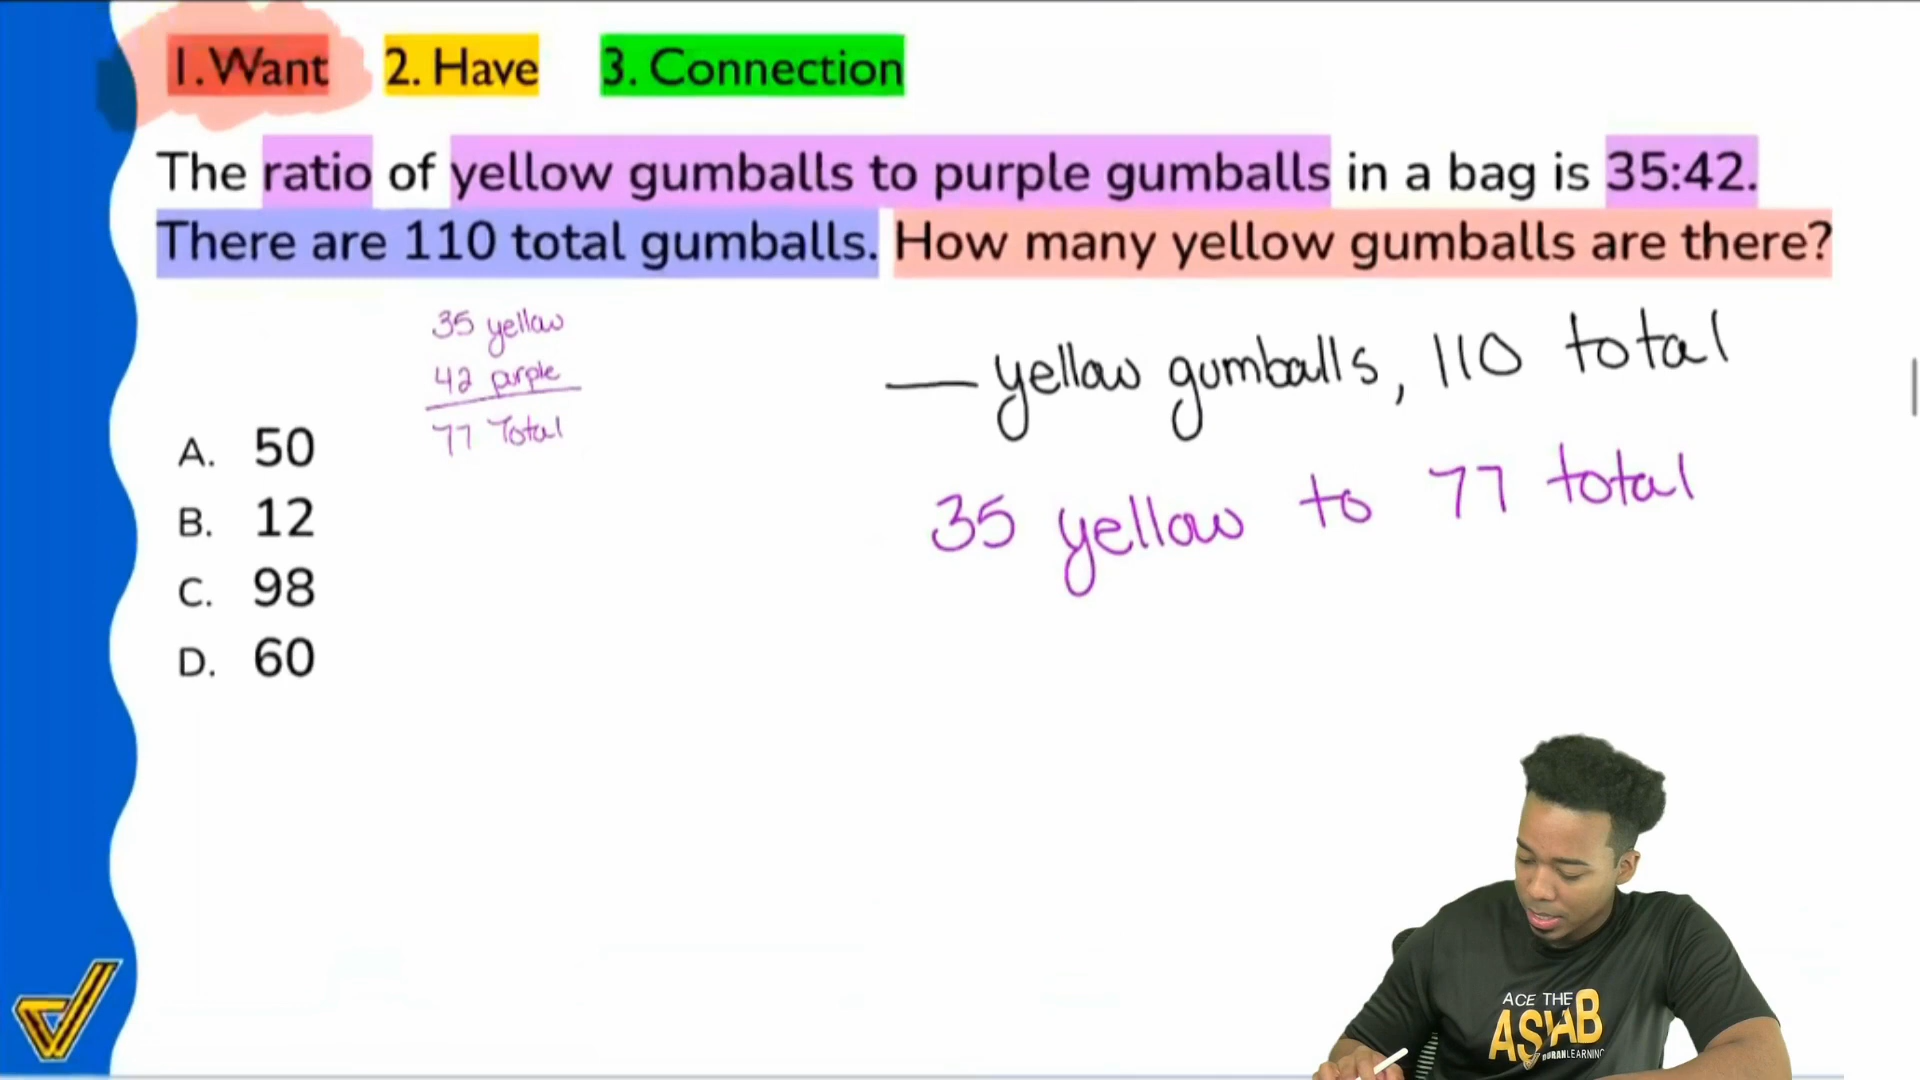 1. Want 2. Have 3. Connection
The ratio of yellow gumballs to purple gumballs in a bag is 35:42.
There are 110 total gumballs. How many yellow gumballs are there?
35 yellow
42 purple
77 Total
yellow gumballs, 110 total
35 yellow to 77 total
A. 50
B. 12
C. 98
D. 60
ACE THE
ASVAB
DURAN LEARNING